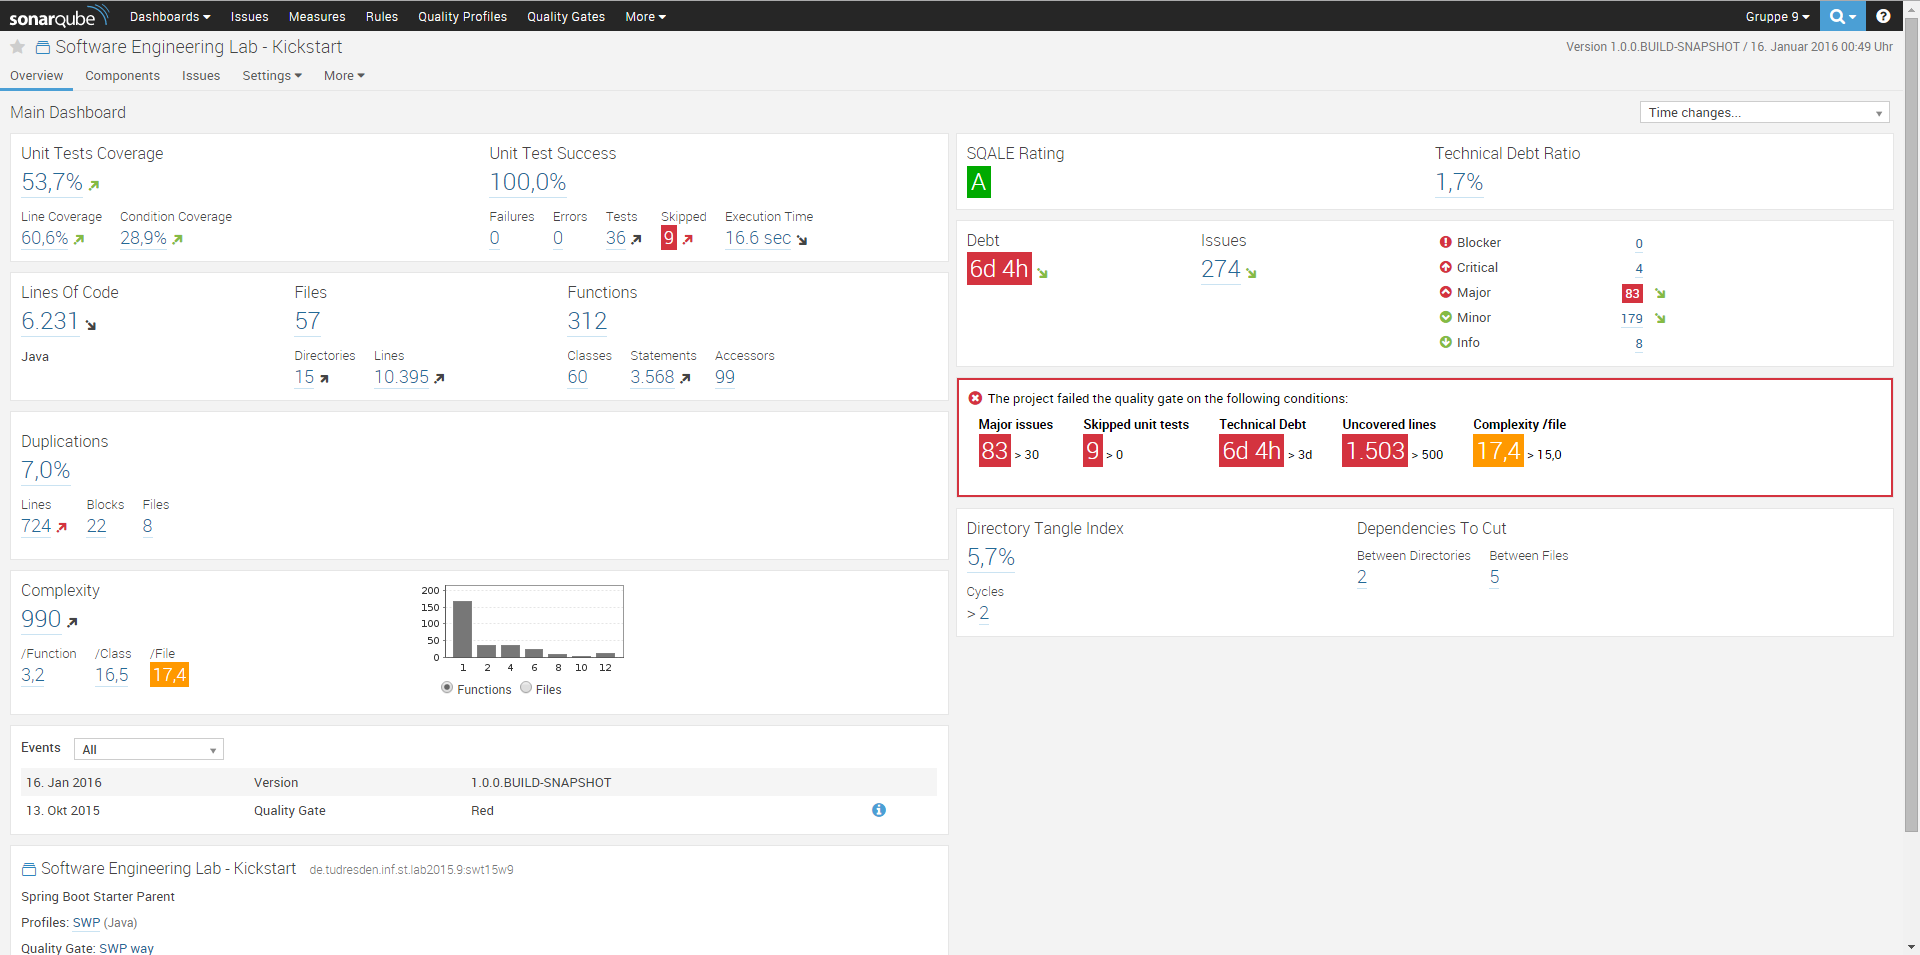 sonarqube Dashboards Issues Measures Rules Quality Profiles Quality Gates More Gruppe 9 ?
Software Engineering Lab - Kickstart Version 1.0.0.BUILD-SNAPSHOT / 16. Januar 2016 00:49 Uhr
Overview Components Issues Settings More
Main Dashboard Time changes...
Unit Tests Coverage Unit Test Success
53,7% 100,0%
Line Coverage Condition Coverage Failures Errors Tests Skipped Execution Time
60,6% 28,9% 0 0 36 9 16.6 sec
Lines Of Code Files Functions
6.231 57 312
Java Directories Lines Classes Statements Accessors
15 10.395 60 3.568 99
Duplications
7,0%
Lines Blocks Files
724 22 8
Complexity
990
/Function /Class /File
3,2 16,5 17,4
200
150
100
50
0
1 2 4 6 8 10 12
Functions Files
Events All
16. Jan 2016 Version 1.0.0.BUILD-SNAPSHOT
13. Okt 2015 Quality Gate Red
Software Engineering Lab - Kickstart de.tudresden.inf.st.lab2015.9:swt15w9
Spring Boot Starter Parent
Profiles: SWP (Java)
Quality Gate: SWP way
SQALE Rating Technical Debt Ratio
A 1,7%
Debt Issues
6d 4h 274
Blocker 0
Critical 4
Major 83
Minor 179
Info 8
The project failed the quality gate on the following conditions:
Major issues Skipped unit tests Technical Debt Uncovered lines Complexity /file
83 > 30 9 > 0 6d 4h > 3d 1.503 > 500 17,4 > 15,0
Directory Tangle Index Dependencies To Cut
5,7% Between Directories Between Files
2 5
Cycles
> 2